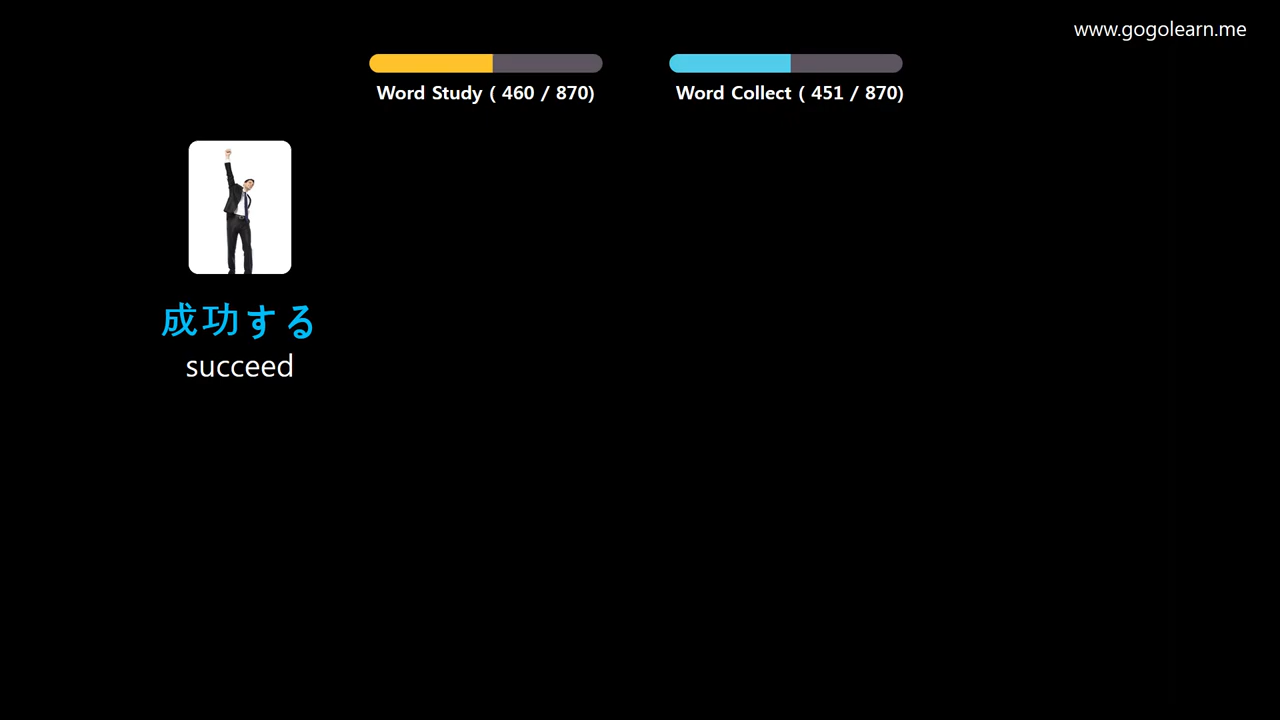 www.gogolearn.me
Word Study ( 460 / 870)
Word Collect ( 451 / 870)
成功する
succeed